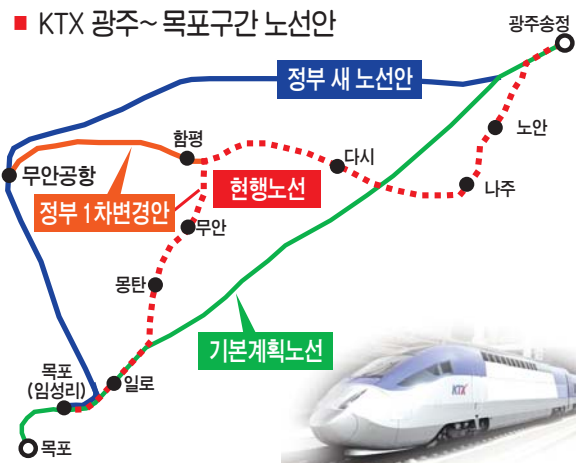 KTX 광주~목포구간 노선안
광주송정
정부 새 노선안
노안
함평
다시
무안공항
나주
현행노선
정부 1차변경안
무안
몽탄
기본계획노선
목포
(임성리)
일로
KTX
목포